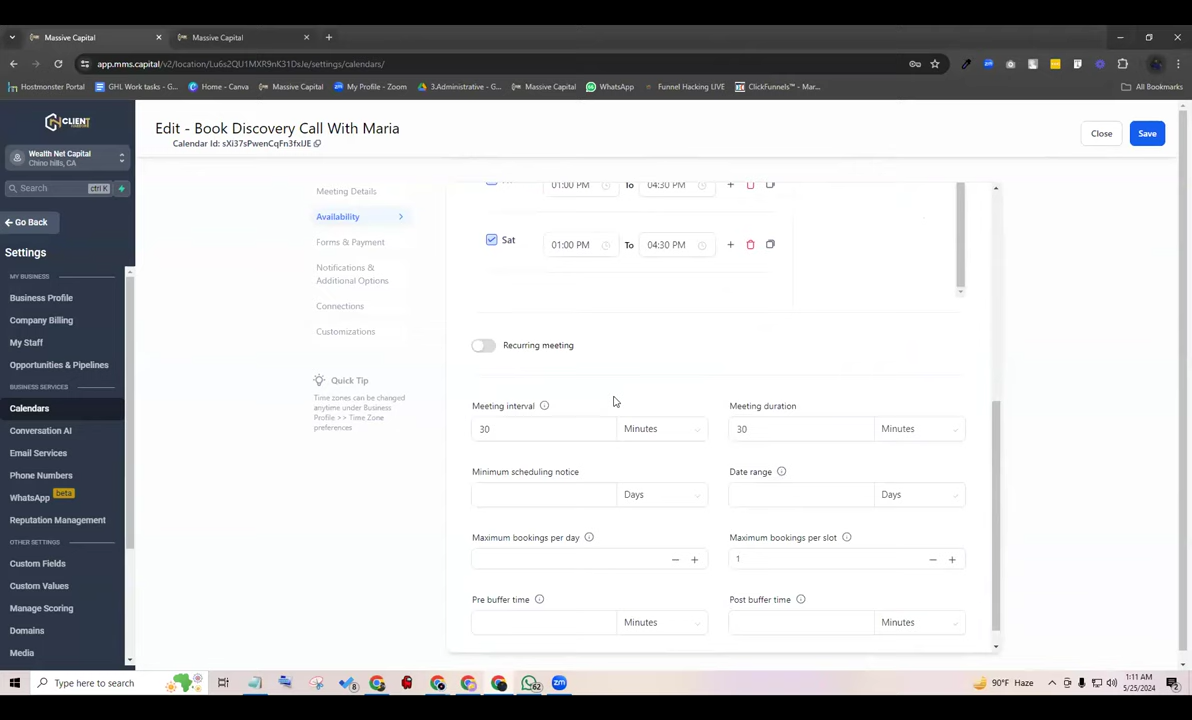 Massive Capital
Massive Capital
app.mms.capital/v2/location/Lu6s2QU1MXR9nK31DsJe/settings/calendars/
Hostmonster Portal
GHL Work tasks - G...
Home - Canva
Massive Capital
My Profile - Zoom
3.Administrative - G...
Massive Capital
WhatsApp
Funnel Hacking LIVE
ClickFunnels™ - Mar...
All Bookmarks
CLIENT
Edit - Book Discovery Call With Maria
Calendar Id: sXi37sPwenCqFn3fxIJE
Close
Save
Wealth Net Capital
Chino hills, CA
Search
ctrl K
Go Back
Settings
MY BUSINESS
Business Profile
Company Billing
My Staff
Opportunities & Pipelines
BUSINESS SERVICES
Calendars
Conversation AI
Email Services
Phone Numbers
WhatsApp beta
Reputation Management
OTHER SETTINGS
Custom Fields
Custom Values
Manage Scoring
Domains
Media
Meeting Details
Availability
Forms & Payment
Notifications &
Additional Options
Connections
Customizations
Quick Tip
Time zones can be changed
anytime under Business
Profile >> Time Zone
preferences
01:00 PM To 04:30 PM
Sat 01:00 PM To 04:30 PM
Recurring meeting
Meeting interval
30 Minutes
Meeting duration
30 Minutes
Minimum scheduling notice
Days
Date range
Days
Maximum bookings per day
Maximum bookings per slot
1
Pre buffer time
Minutes
Post buffer time
Minutes
Type here to search
8
62
90°F Haze
1:11 AM
5/25/2024
2